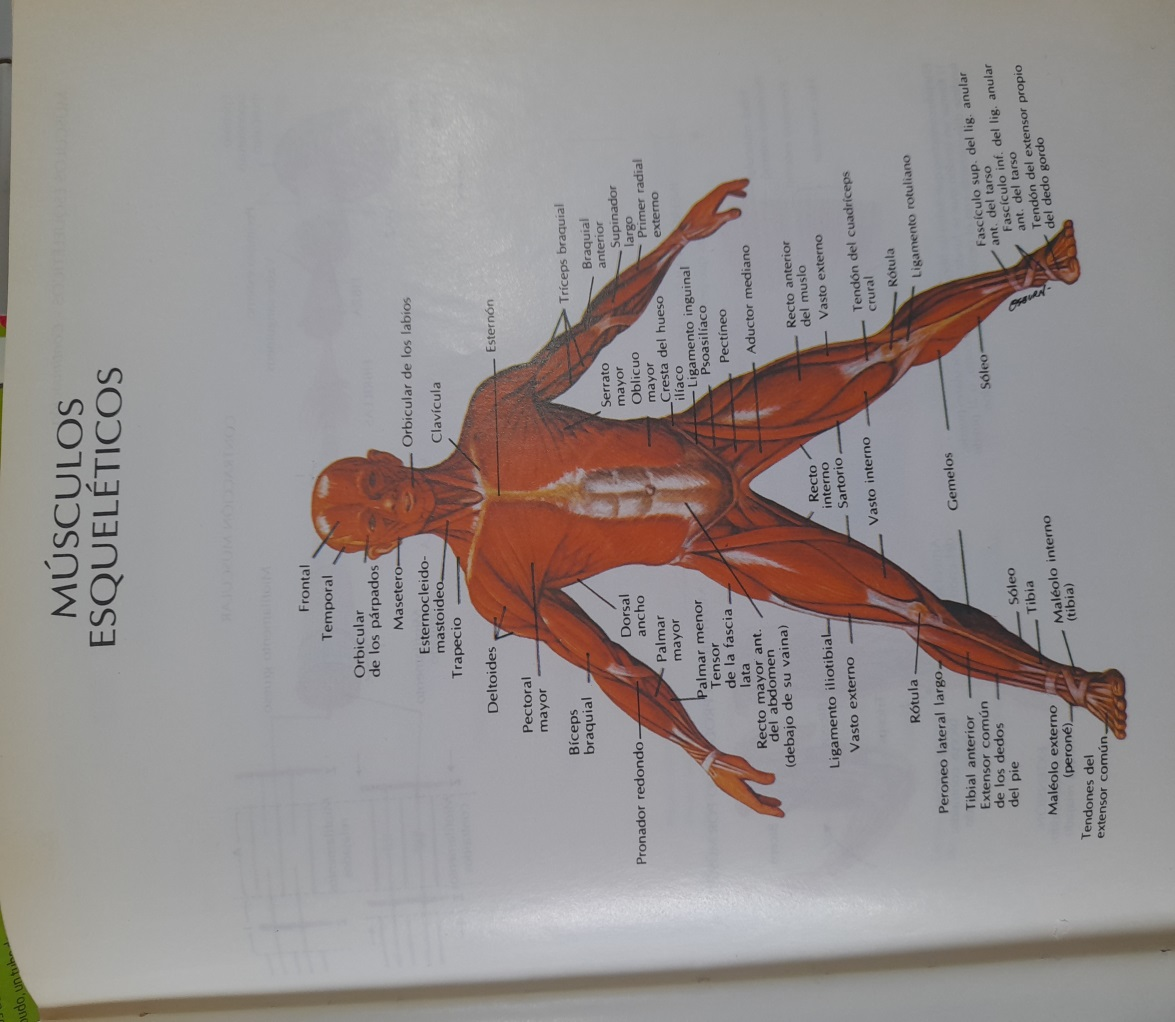 MÚSCULOS
ESQUELÉTICOS
Frontal
Temporal
Orbicular
de los párpados
Masetero
Esternocleido-
mastoideo
Trapecio
Deltoides
Pectoral
mayor
Bíceps
braquial
Pronador redondo
Dorsal
ancho
Palmar
mayor
Palmar menor
Tensor
de la fascia
lata
Recto mayor ant.
del abdomen
(debajo de su vaina)
Ligamento iliotibial
Vasto externo
Rótula
Peroneo lateral largo
Tibial anterior
Extensor común
de los dedos
del pie
Maléolo externo
(peroné)
Tendones del
extensor común
Orbicular de los labios
Clavícula
Esternón
Tríceps braquial
Braquial
anterior
Supinador
largo
Primer radial
externo
Serrato
mayor
Oblicuo
mayor
Cresta del hueso
ilíaco
Ligamento inguinal
Psoasilíaco
Pectíneo
Aductor mediano
Recto anterior
del muslo
Vasto externo
Tendón del cuadríceps
crural
Rótula
Ligamento rotuliano
Fascículo sup. del lig. anular
ant. del tarso
Fascículo inf. del lig. anular
ant. del tarso
Tendón del extensor propio
del dedo gordo
Recto
interno
Sartorio
Vasto interno
Gemelos
Sóleo
Sóleo
Tibia
Maléolo interno
(tibia)